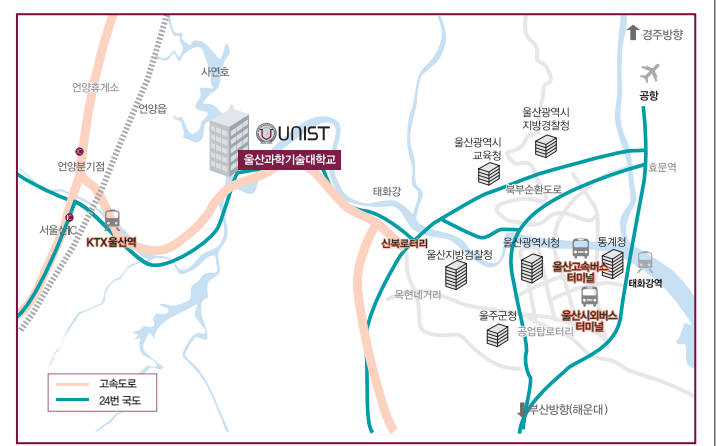 경주방향
공항
언양휴게소
사연호
언양읍
UNIST
울산과학기술대학교
울산광역시
지방경찰청
울산광역시
교육청
효문역
언양분기점
북부순환도로
태화강
서울산IC
KTX울산역
신복로터리
울산지방검찰청
울산광역시청
통계청
울산고속버스
터미널
태화강역
옥현네거리
울산시외버스
터미널
울주군청
공업탑로터리
고속도로
24번 국도
부산방향(해운대)